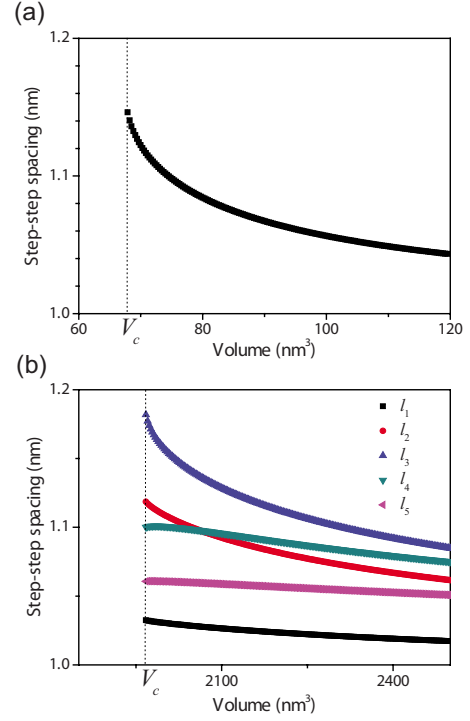 (a)
1.2
1.1
1.0
Step-step spacing (nm)
60
80
100
120
V_c
Volume (nm³)
(b)
1.2
1.1
1.0
Step-step spacing (nm)
l₁
l₂
l₃
l₄
l₅
2100
2400
V_c
Volume (nm³)